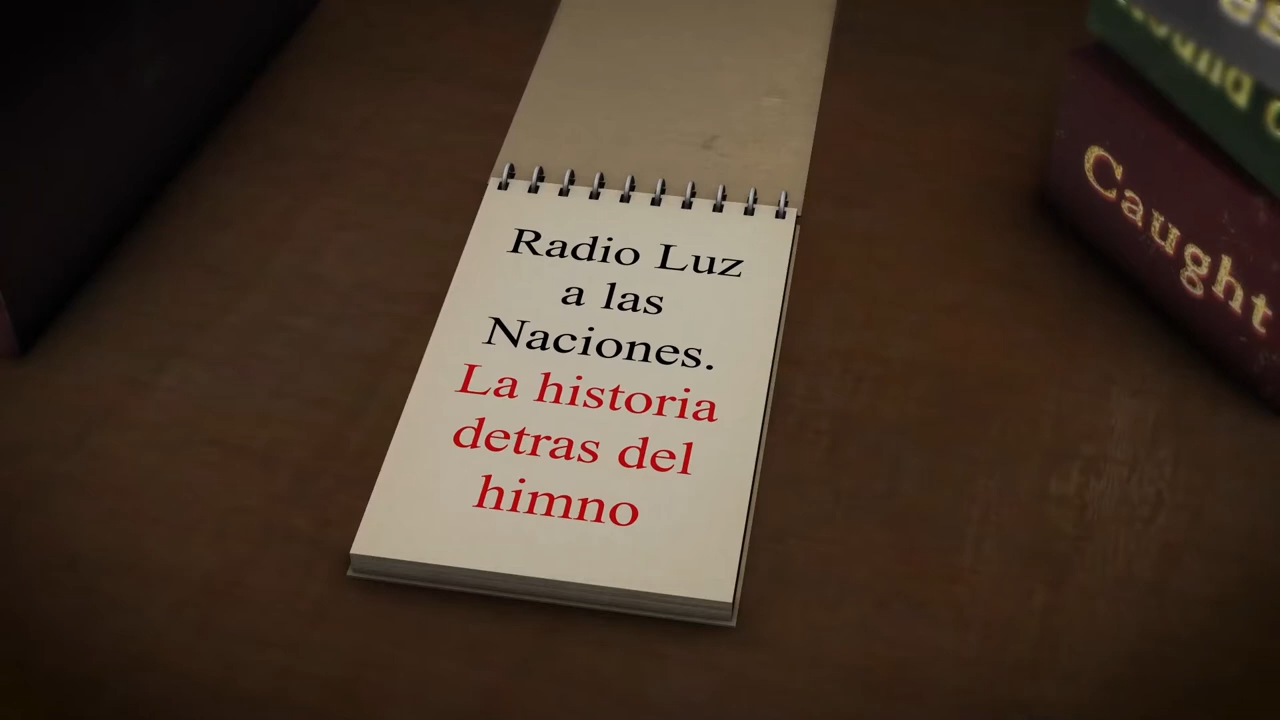 Radio Luz
a las
Naciones.
La historia
detras del
himno
Caught